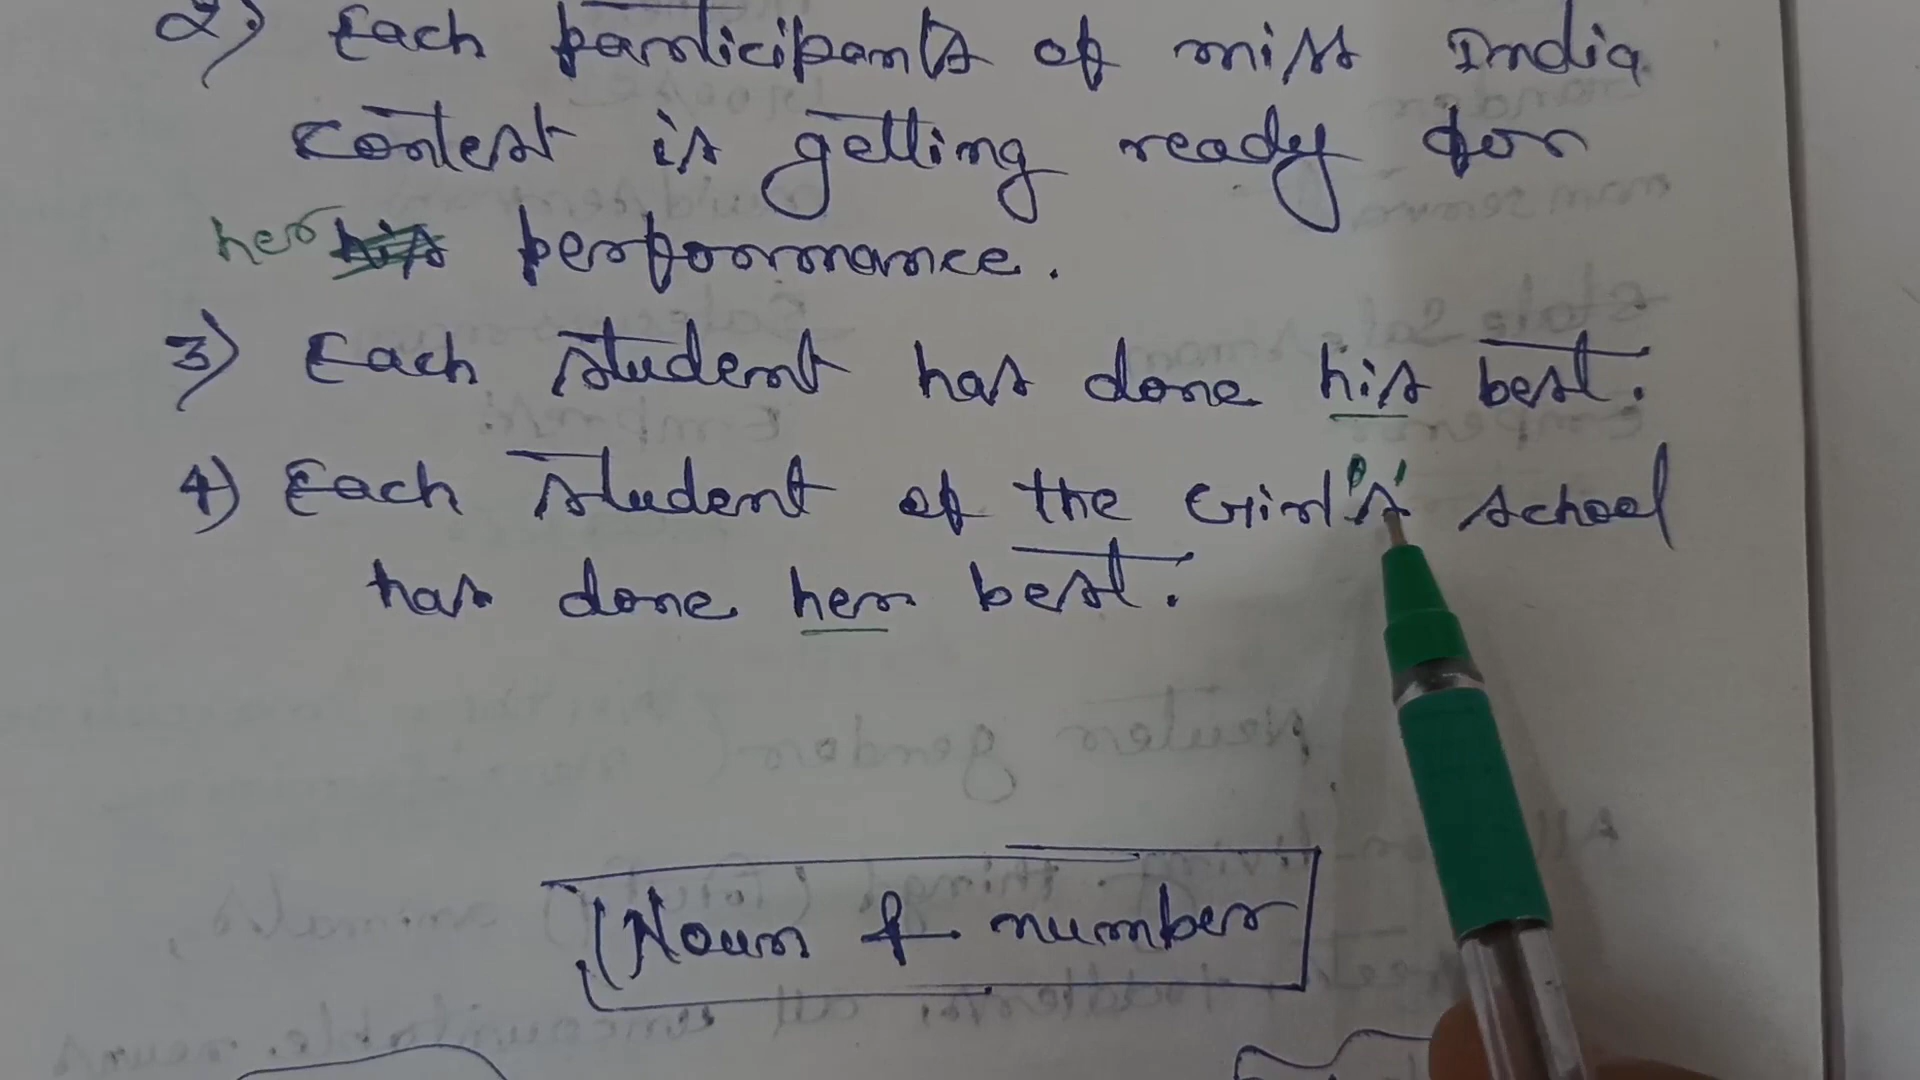 2) Each participants of miss India
contest is getting ready for
her his performance.
3) Each student has done his best.
4) Each student of the Girl's' school
has done her best.
Noun & number